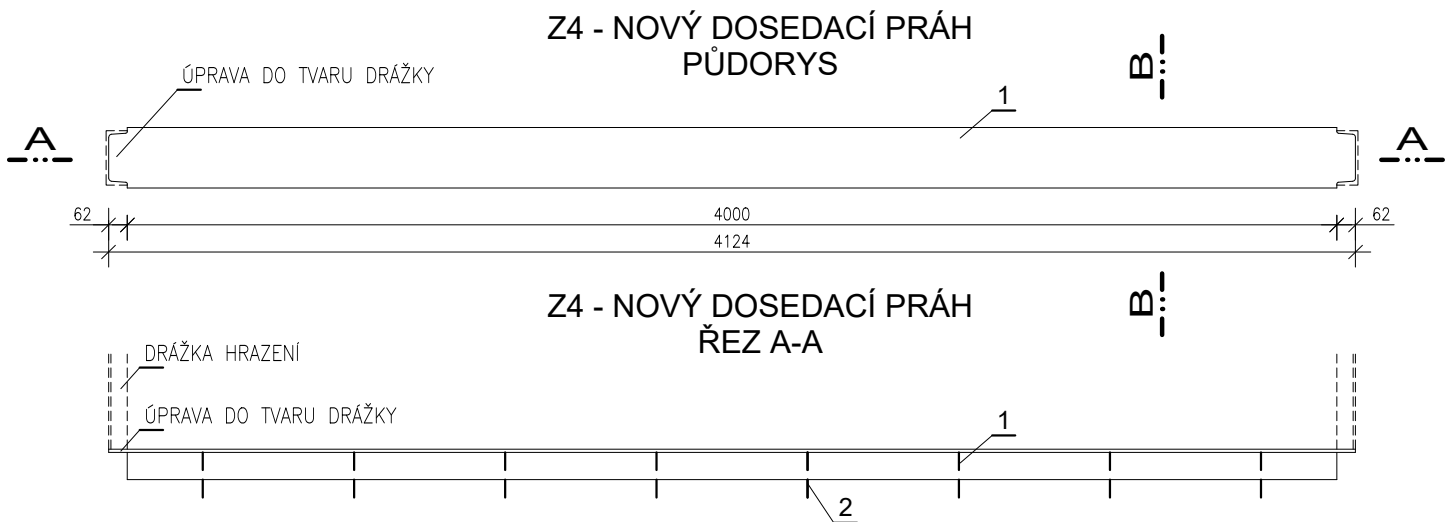 Z4 - NOVÝ DOSEDACÍ PRÁH
PŮDORYS
B
ÚPRAVA DO TVARU DRÁŽKY
1
A
A
62
4000
62
4124
Z4 - NOVÝ DOSEDACÍ PRÁH
ŘEZ A-A
B
DRÁŽKA HRAZENÍ
ÚPRAVA DO TVARU DRÁŽKY
1
2